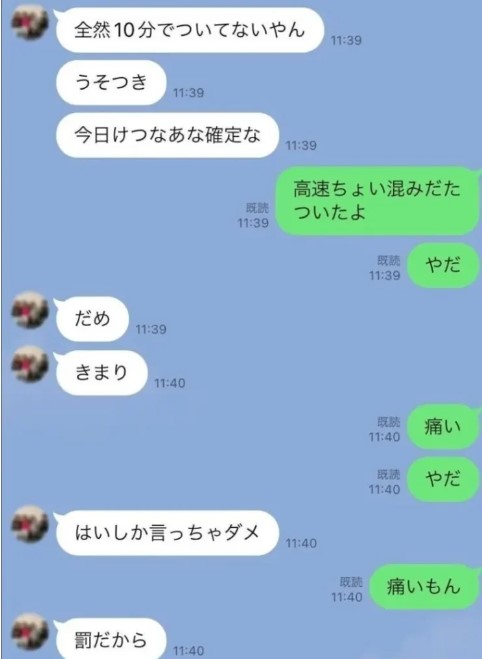 全然10分でついてないやん
11:39
うそつき
11:39
今日けつなあな確定な
11:39
高速ちょい混みだた
ついたよ
既読
11:39
やだ
既読
11:39
だめ
11:39
きまり
11:40
痛い
既読
11:40
やだ
既読
11:40
はいしか言っちゃダメ
11:40
痛いもん
既読
11:40
罰だから
11:40